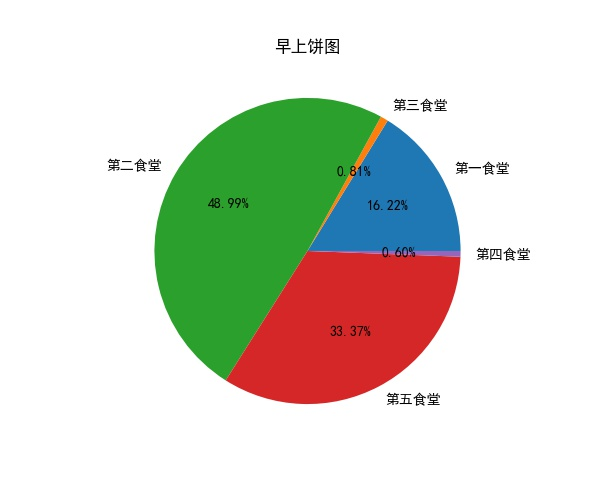 早上饼图
第三食堂
第二食堂
第一食堂
0.81%
48.99%
16.22%
0.60%
第四食堂
33.37%
第五食堂